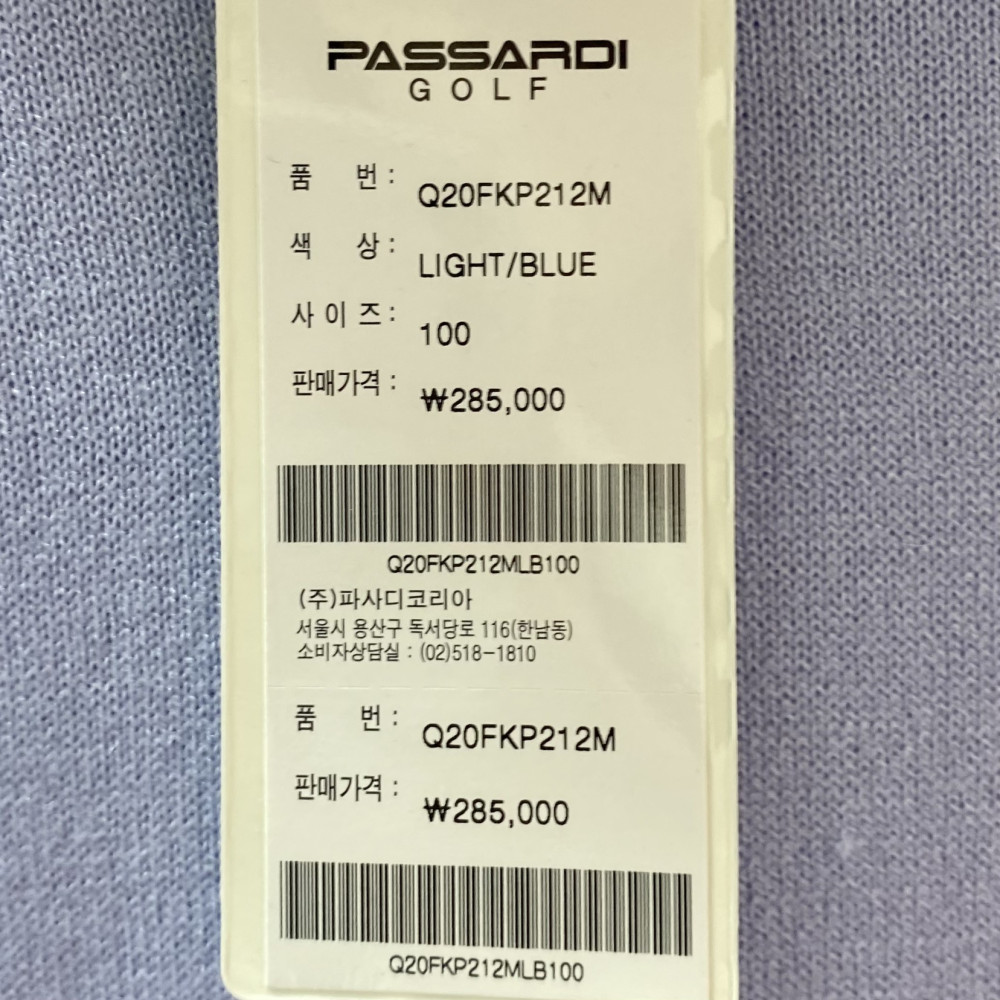 PASSARDI
GOLF
품 번 : Q20FKP212M
색 상 : LIGHT/BLUE
사 이 즈 : 100
판매가격 : ₩285,000
Q20FKP212MLB100
(주)파사디코리아
서울시 용산구 독서당로 116(한남동)
소비자상담실 : (02)518-1810
품 번 : Q20FKP212M
판매가격 : ₩285,000
Q20FKP212MLB100